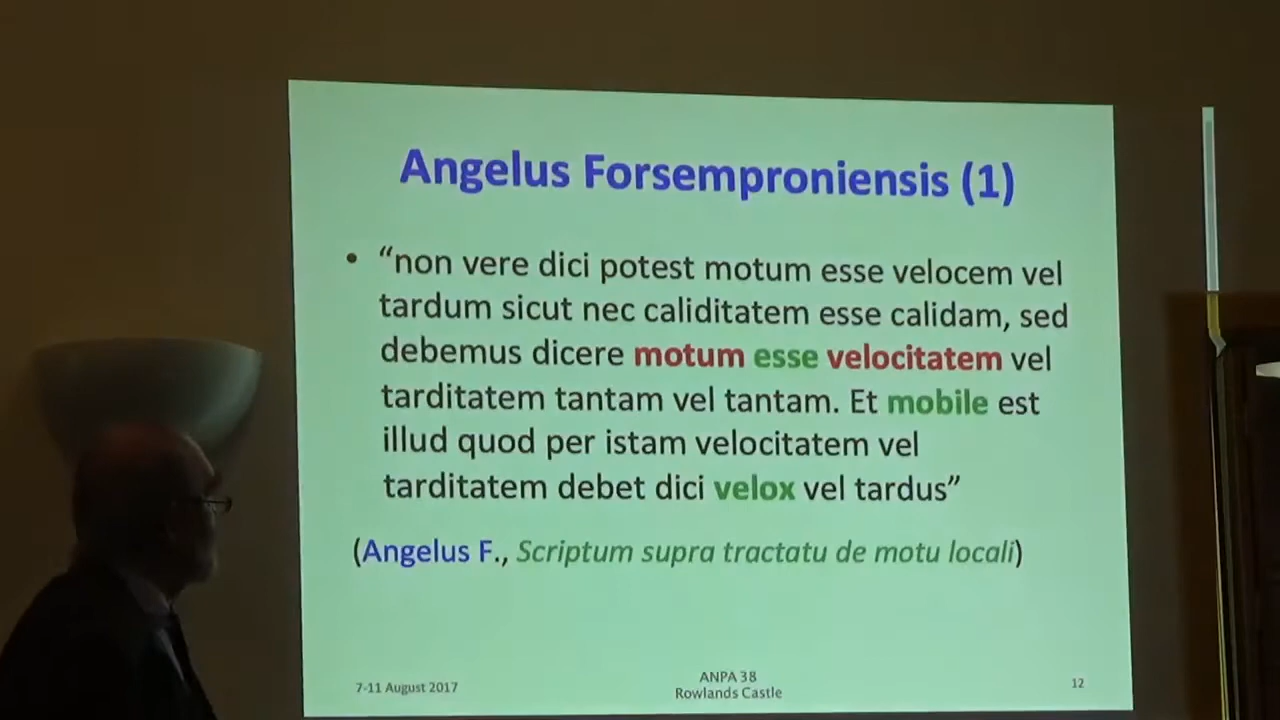 Angelus Forsemproniensis (1)
• “non vere dici potest motum esse velocem vel
tardum sicut nec caliditatem esse calidam, sed
debemus dicere motum esse velocitatem vel
tarditatem tantam vel tantam. Et mobile est
illud quod per istam velocitatem vel
tarditatem debet dici velox vel tardus”
(Angelus F., Scriptum supra tractatu de motu locali)
7-11 August 2017
ANPA 38
Rowlands Castle
12